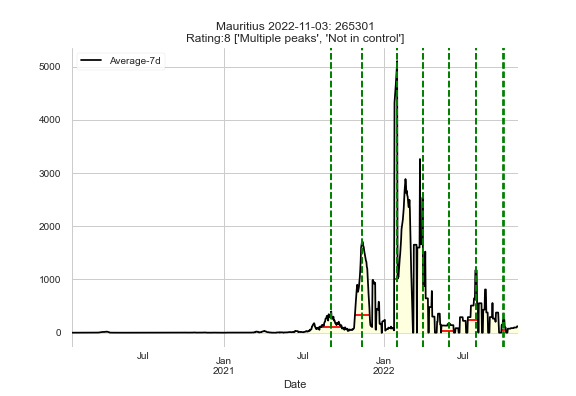 Mauritius 2022-11-03: 265301
Rating:8 ['Multiple peaks', 'Not in control']
Average-7d
5000
4000
3000
2000
1000
0
Jul
Jan
2021
Jul
Jan
2022
Jul
Date